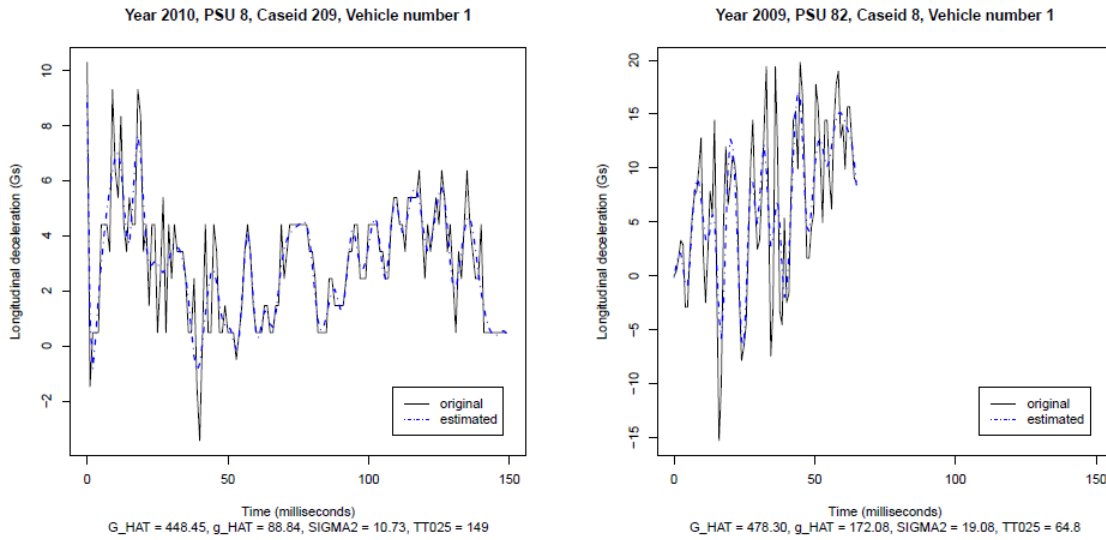 Year 2010, PSU 8, Caseid 209, Vehicle number 1
Longitudinal deceleration (Gs)
10
8
6
4
2
0
−2
original
estimated
0
50
100
150
Time (milliseconds)
G_HAT = 448.45, g_HAT = 88.84, SIGMA2 = 10.73, TT025 = 149
Year 2009, PSU 82, Caseid 8, Vehicle number 1
Longitudinal deceleration (Gs)
20
15
10
5
0
−5
−10
−15
original
estimated
0
50
100
150
Time (milliseconds)
G_HAT = 478.30, g_HAT = 172.08, SIGMA2 = 19.08, TT025 = 64.8